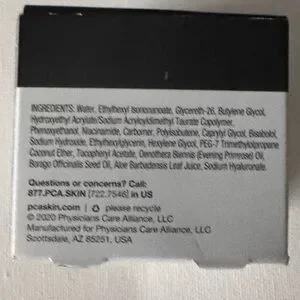 INGREDIENTS: Water, Ethylhexyl Isononanoate, Glycereth-26, Butylene Glycol,
Hydroxyethyl Acrylate/Sodium Acryloyldimethyl Taurate Copolymer,
Phenoxyethanol, Niacinamide, Carbomer, Polyisobutene, Caprylyl Glycol, Bisabolol,
Sodium Hydroxide, Ethylhexylglycerin, Hexylene Glycol, PEG-7 Trimethylolpropane
Coconut Ether, Tocopheryl Acetate, Oenothera Biennis (Evening Primrose) Oil,
Borago Officinalis Seed Oil, Aloe Barbadensis Leaf Juice, Sodium Hyaluronate.
Questions or concerns? Call:
877.PCA.SKIN [722.7546] in US
pcaskin.com | please recycle
© 2020 Physicians Care Alliance, LLC
Manufactured for Physicians Care Alliance, LLC
Scottsdale, AZ 85251, USA